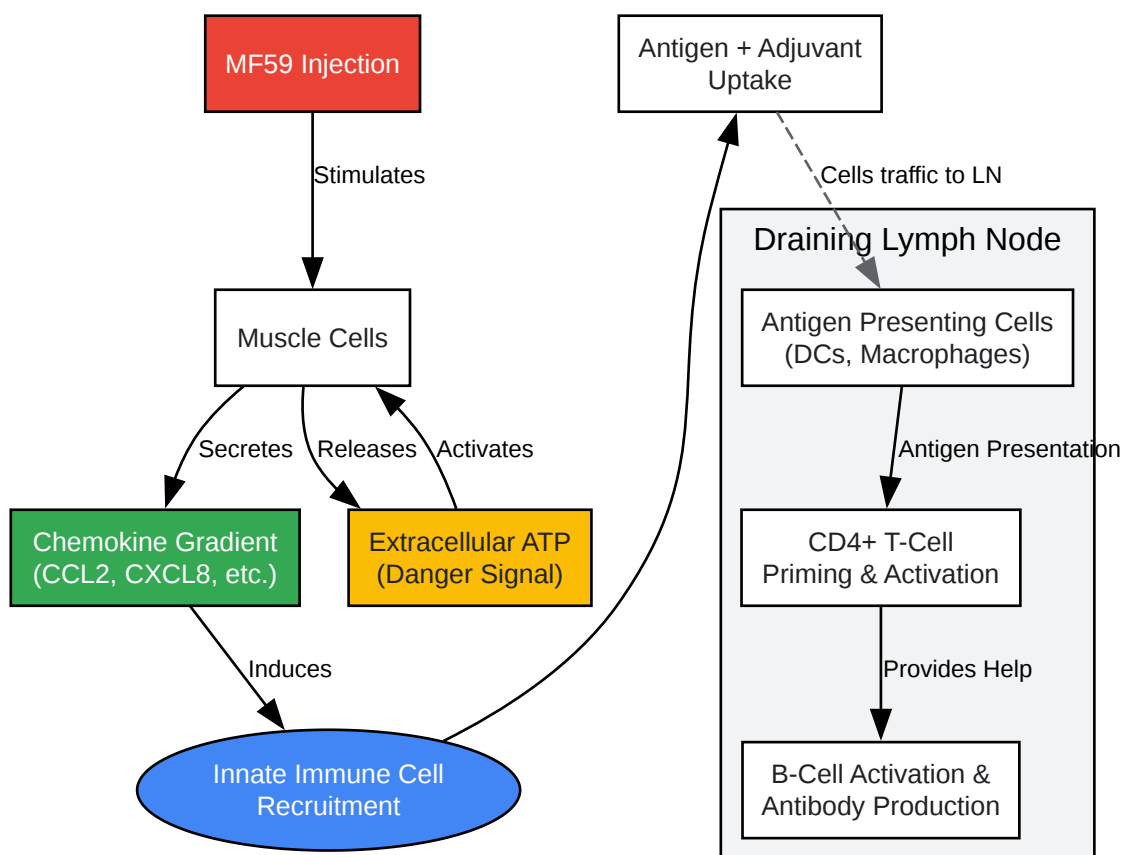 MF59 Injection
Stimulates
Muscle Cells
Secretes
Releases
Activates
Chemokine Gradient
(CCL2, CXCL8, etc.)
Extracellular ATP
(Danger Signal)
Induces
Innate Immune Cell
Recruitment
Antigen + Adjuvant
Uptake
Cells traffic to LN
Draining Lymph Node
Antigen Presenting Cells
(DCs, Macrophages)
Antigen Presentation
CD4+ T-Cell
Priming & Activation
Provides Help
B-Cell Activation &
Antibody Production